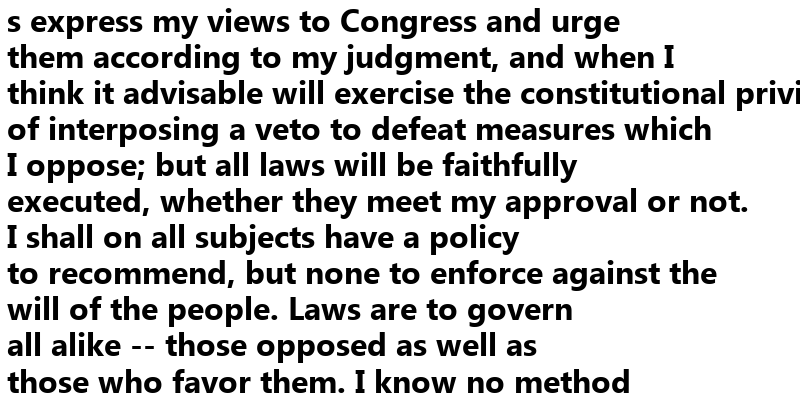 s express my views to Congress and urge
them according to my judgment, and when I
think it advisable will exercise the constitutional privi
of interposing a veto to defeat measures which
I oppose; but all laws will be faithfully
executed, whether they meet my approval or not.
I shall on all subjects have a policy
to recommend, but none to enforce against the
will of the people. Laws are to govern
all alike -- those opposed as well as
those who favor them. I know no method